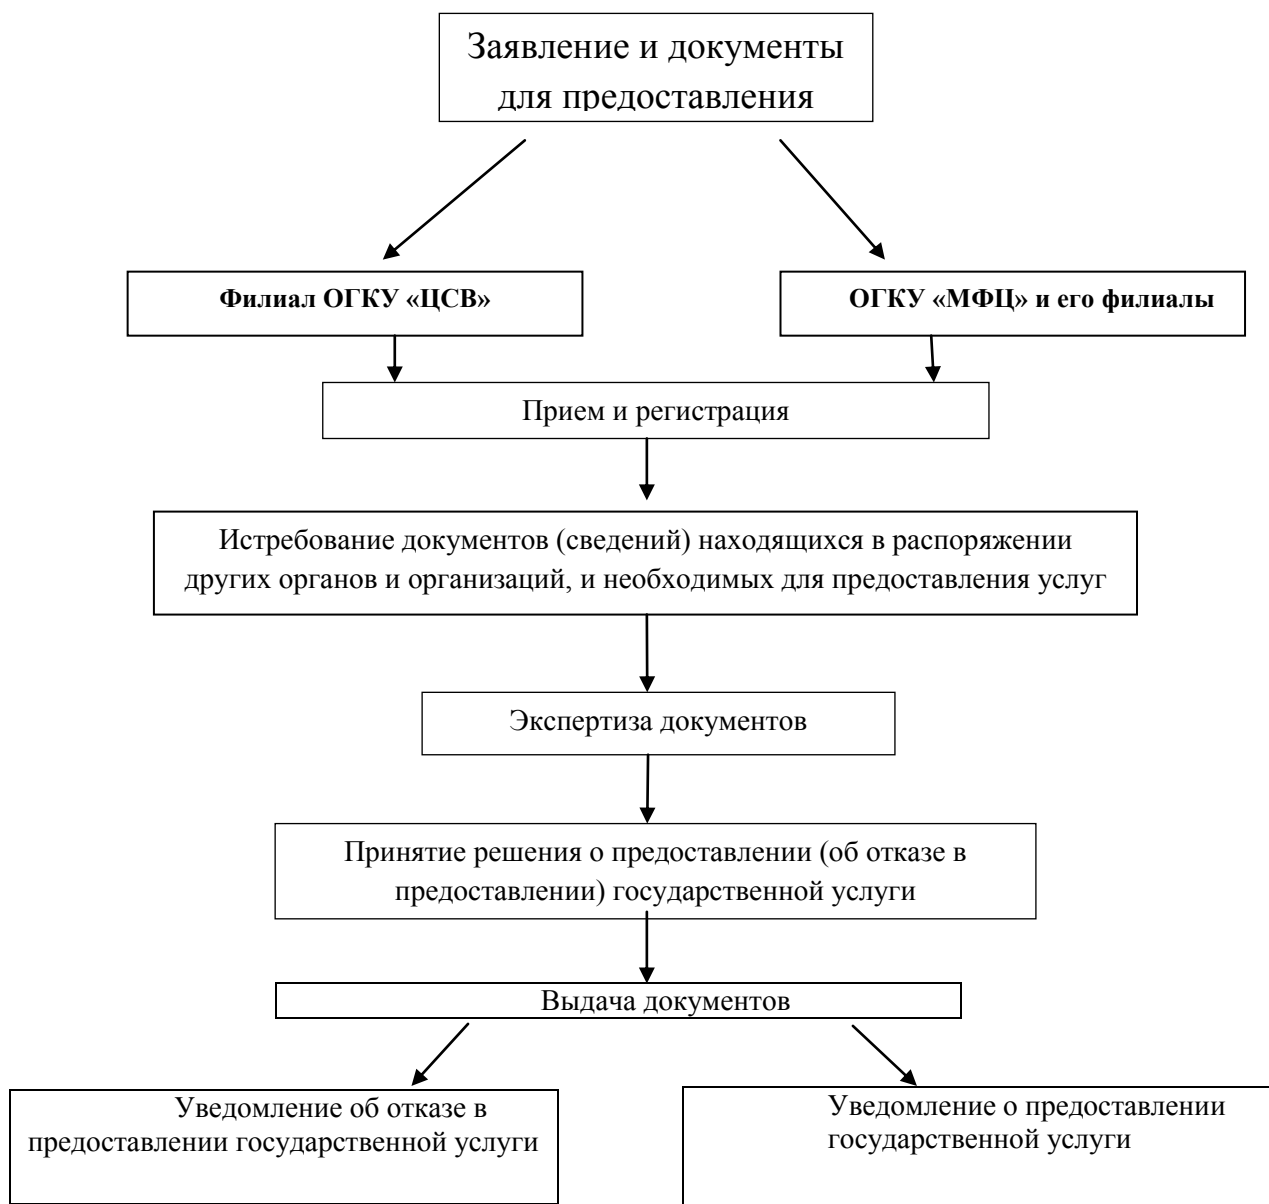 Заявление и документы
для предоставления
Филиал ОГКУ «ЦСВ»
ОГКУ «МФЦ» и его филиалы
Прием и регистрация
Истребование документов (сведений) находящихся в распоряжении
других органов и организаций, и необходимых для предоставления услуг
Экспертиза документов
Принятие решения о предоставлении (об отказе в
предоставлении) государственной услуги
Выдача документов
Уведомление об отказе в
предоставлении государственной услуги
Уведомление о предоставлении
государственной услуги